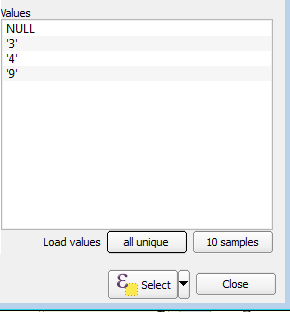 Values
NULL
'3'
'4'
'9'
Load values all unique 10 samples
ε Select Close